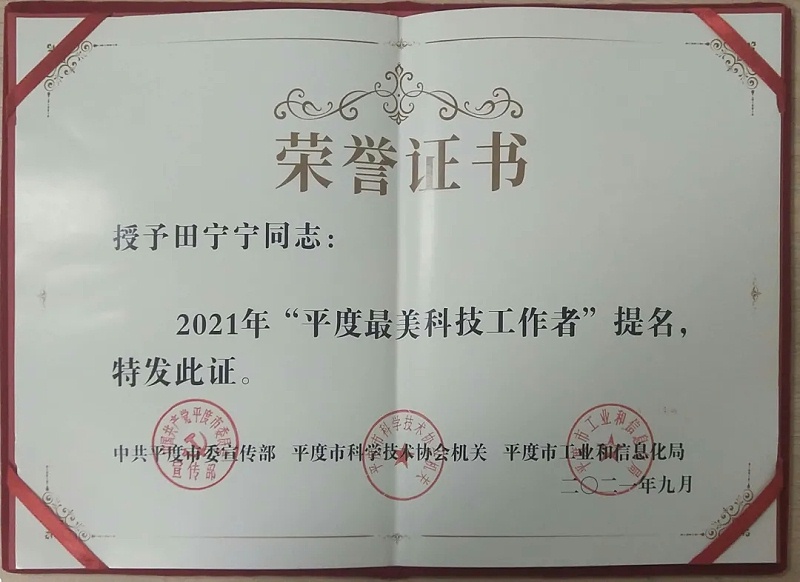 荣誉证书
授予田宁宁同志：
2021年“平度最美科技工作者”提名，
特发此证。
中共平度市委宣传部 平度市科学技术协会机关 平度市工业和信息化局
二〇二一年九月